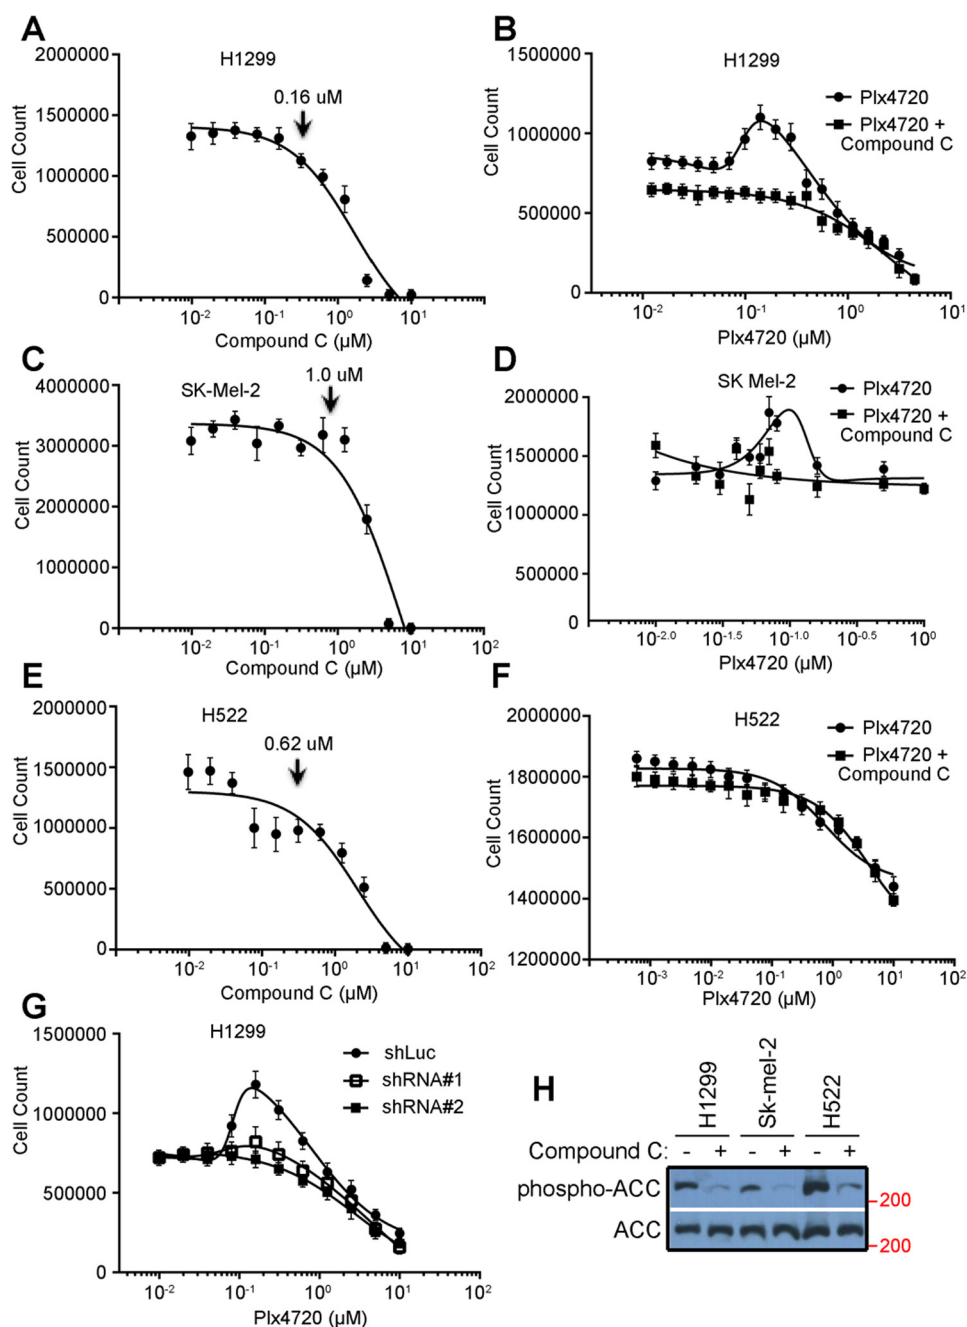 A
H1299
0.16 uM
Cell Count
2000000
1500000
1000000
500000
0
10-2
10-1
100
101
102
Compound C (µM)
B
H1299
Plx4720
Plx4720 +
Compound C
Cell Count
1500000
1000000
500000
0
10-2
10-1
100
101
Plx4720 (µM)
C
SK-Mel-2
1.0 uM
Cell Count
4000000
3000000
2000000
1000000
0
10-2
10-1
100
101
102
Compound C (µM)
D
SK Mel-2
Plx4720
Plx4720 +
Compound C
Cell Count
2000000
1500000
1000000
500000
0
10-2.0
10-1.5
10-1.0
10-0.5
100
Plx4720 (µM)
E
H522
0.62 uM
Cell Count
2000000
1500000
1000000
500000
0
10-2
10-1
100
101
102
Compound C (µM)
F
H522
Plx4720
Plx4720 +
Compound C
Cell Count
2000000
1800000
1600000
1400000
1200000
10-3
10-2
10-1
100
101
102
Plx4720 (µM)
G
H1299
shLuc
shRNA#1
shRNA#2
Cell Count
1500000
1000000
500000
0
10-2
10-1
100
101
102
Plx4720 (µM)
H
H1299
Sk-mel-2
H522
Compound C: - + - + - +
phospho-ACC
200
ACC
200